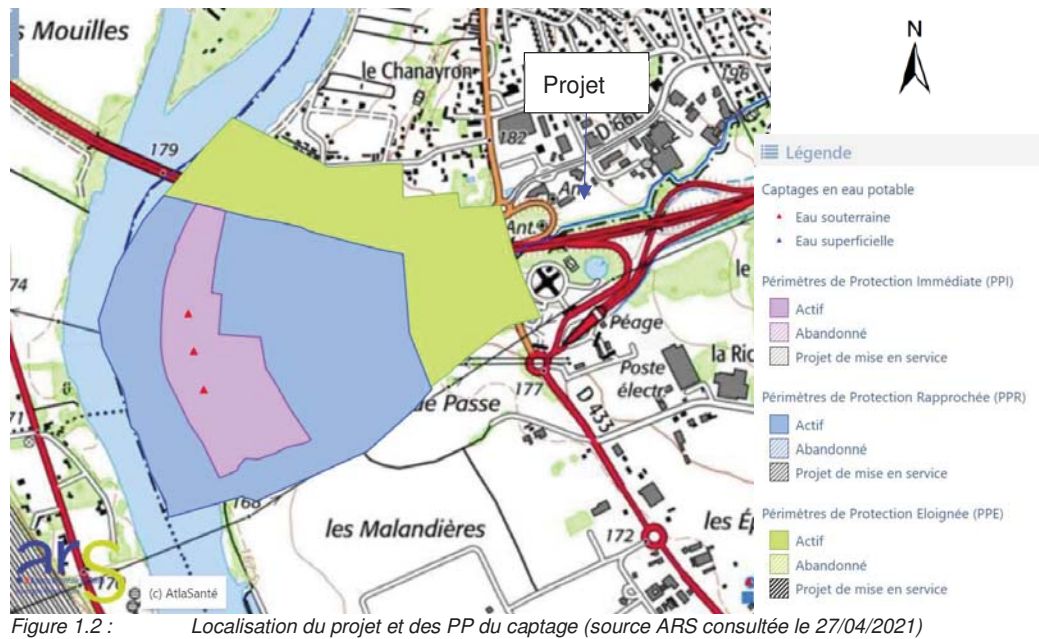 s Mouilles
le Chanayron
Projet
196
D 66E
182
179
Ant.
Ant.
74
le
Péage
la Rio
Poste
électr.
177
de Passe
D 433
71
168
les Malandières
172
les Ép
170
ars
(c) AtlaSanté
N
Légende
Captages en eau potable
Eau souterraine
Eau superficielle
Périmètres de Protection Immédiate (PPI)
Actif
Abandonné
Projet de mise en service
Périmètres de Protection Rapprochée (PPR)
Actif
Abandonné
Projet de mise en service
Périmètres de Protection Eloignée (PPE)
Actif
Abandonné
Projet de mise en service
Figure 1.2 : Localisation du projet et des PP du captage (source ARS consultée le 27/04/2021)